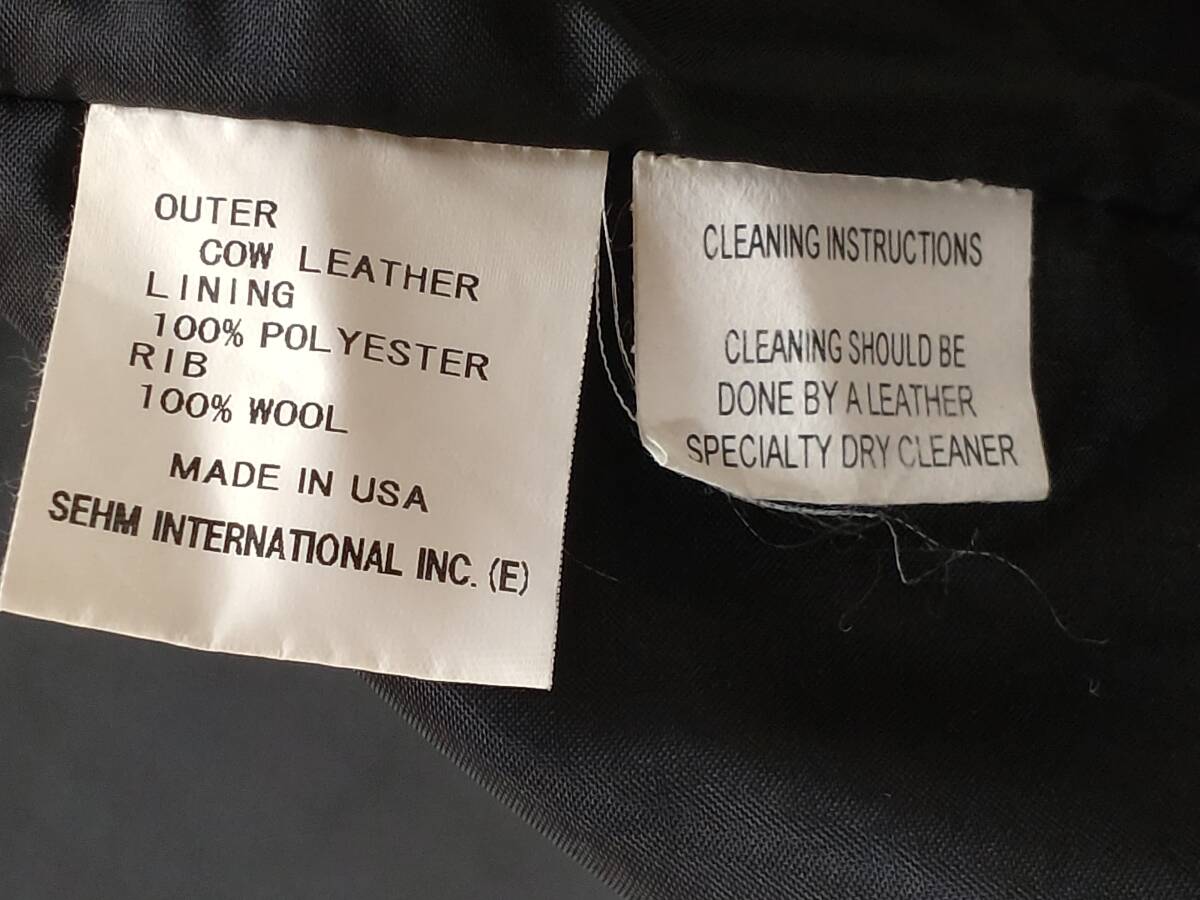 OUTER
COW LEATHER
LINING
100% POLYESTER
RIB
100% WOOL
MADE IN USA
SEHM INTERNATIONAL INC. (E)
CLEANING INSTRUCTIONS
CLEANING SHOULD BE
DONE BY A LEATHER
SPECIALTY DRY CLEANER